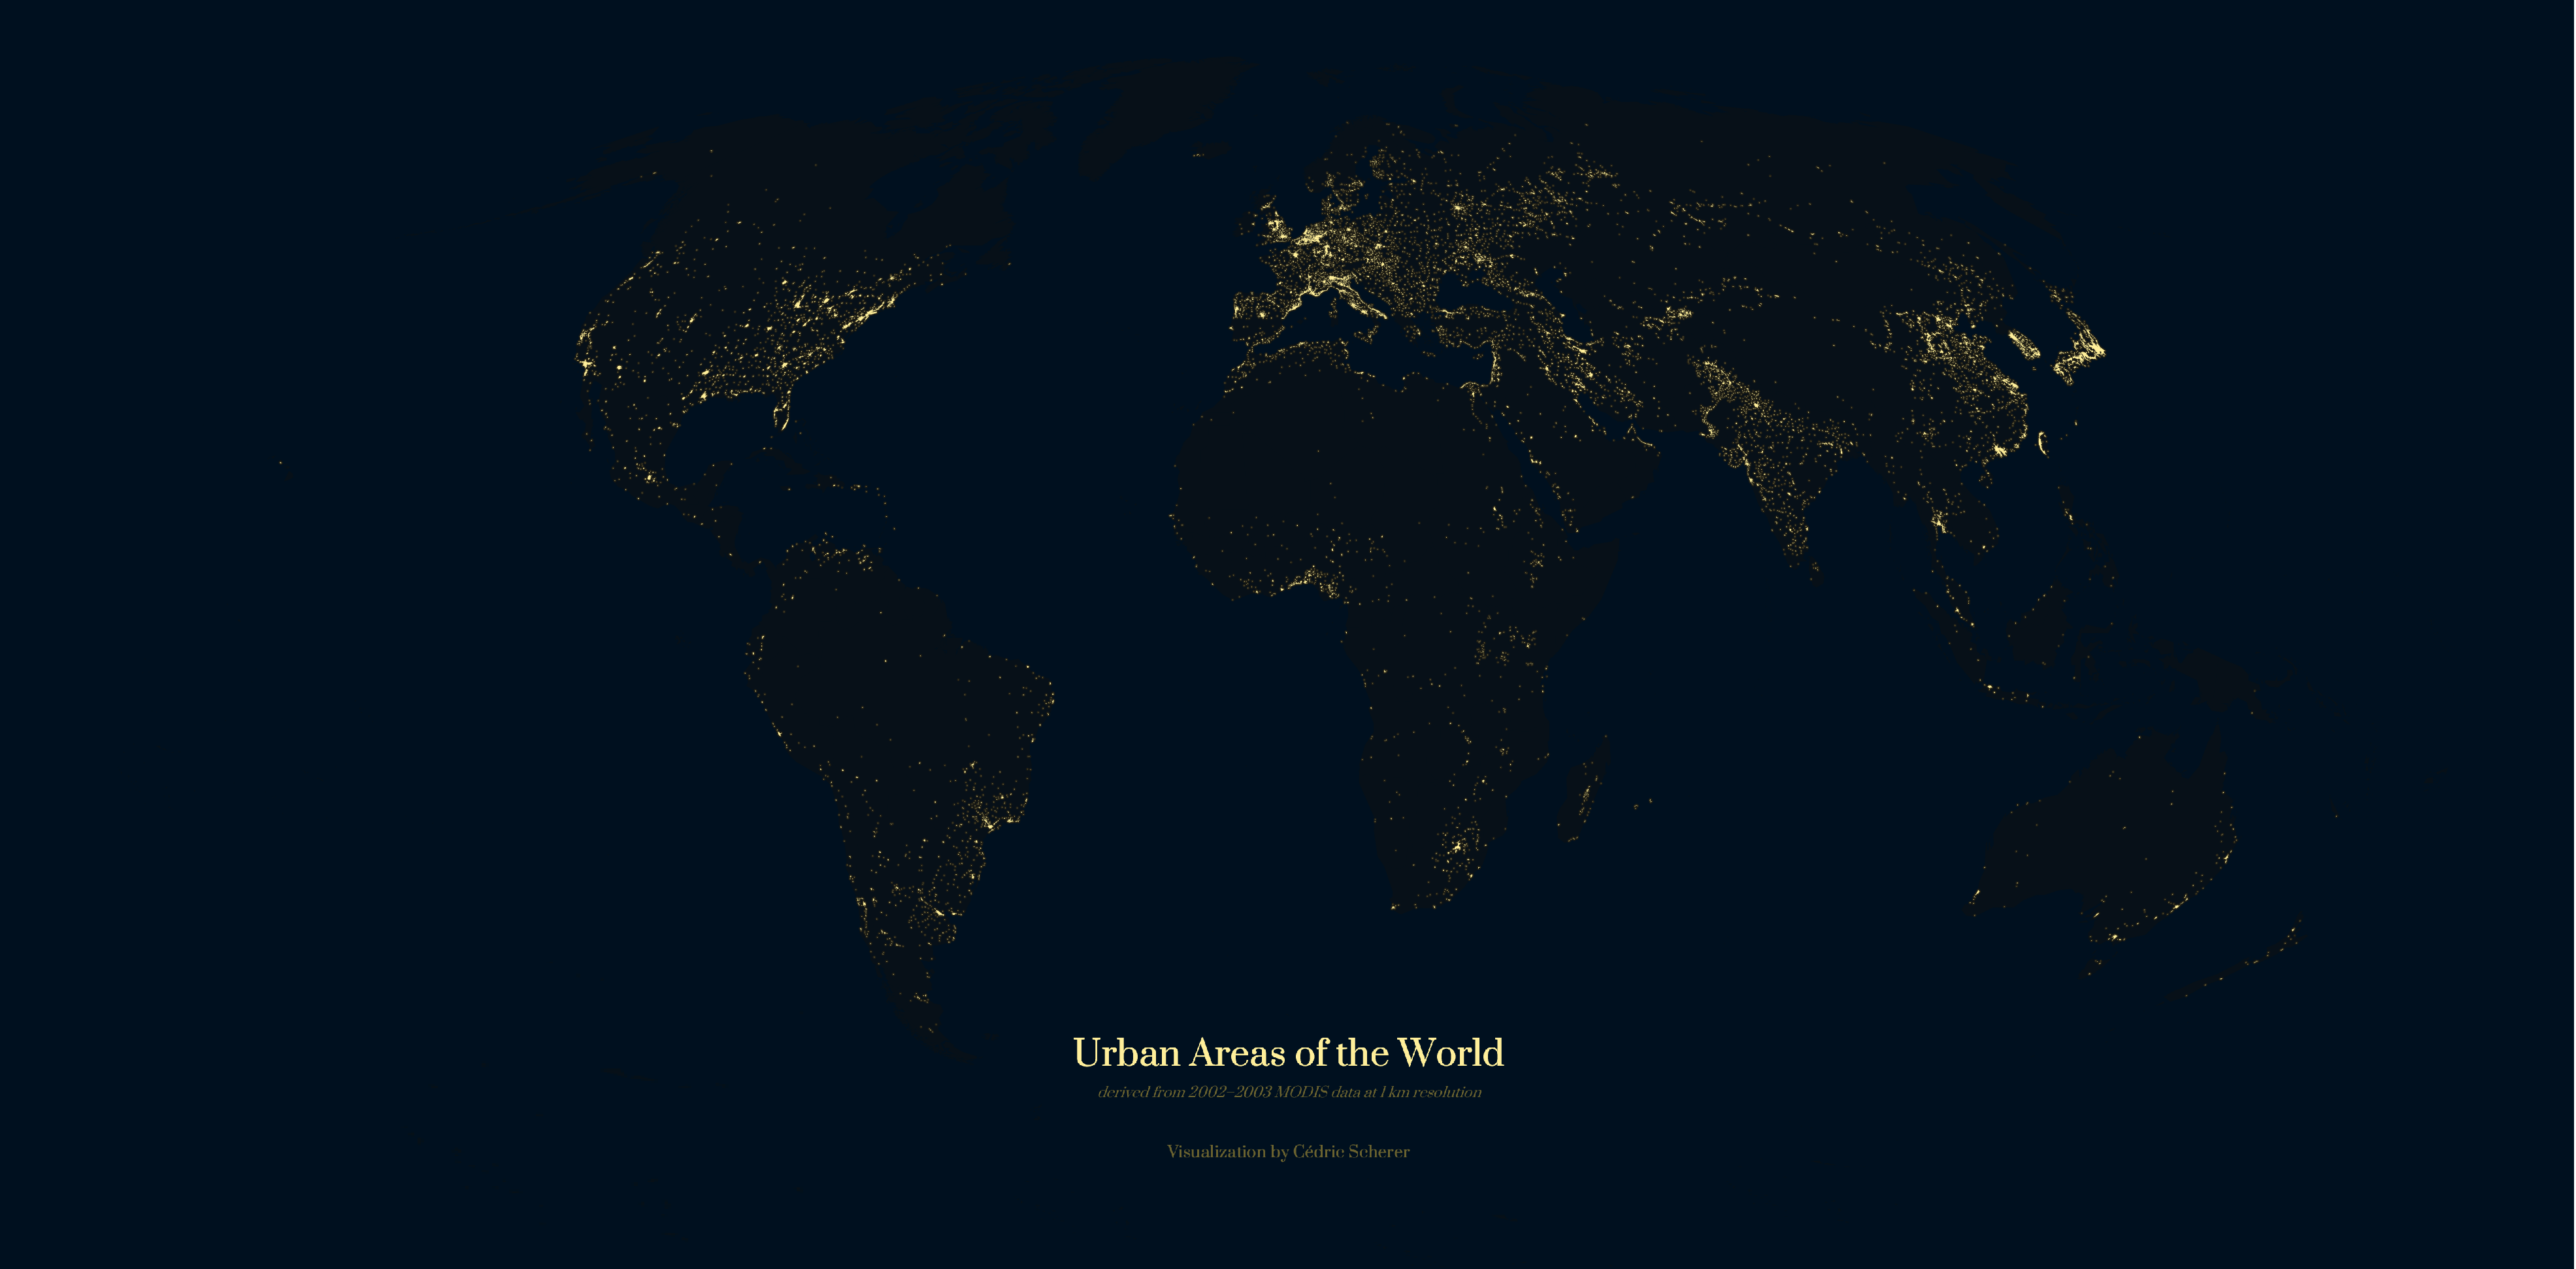 Urban Areas of the World
derived from 2002–2003 MODIS data at 1 km resolution
Visualization by Cédric Scherer